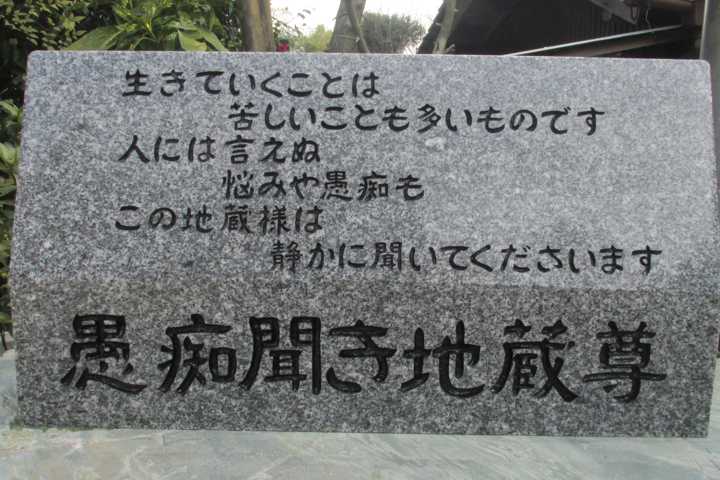 生きていくことは
苦しいことも多いものです
人には言えぬ
悩みや愚痴も
この地蔵様は
静かに聞いてくださいます
愚痴聞き地蔵尊